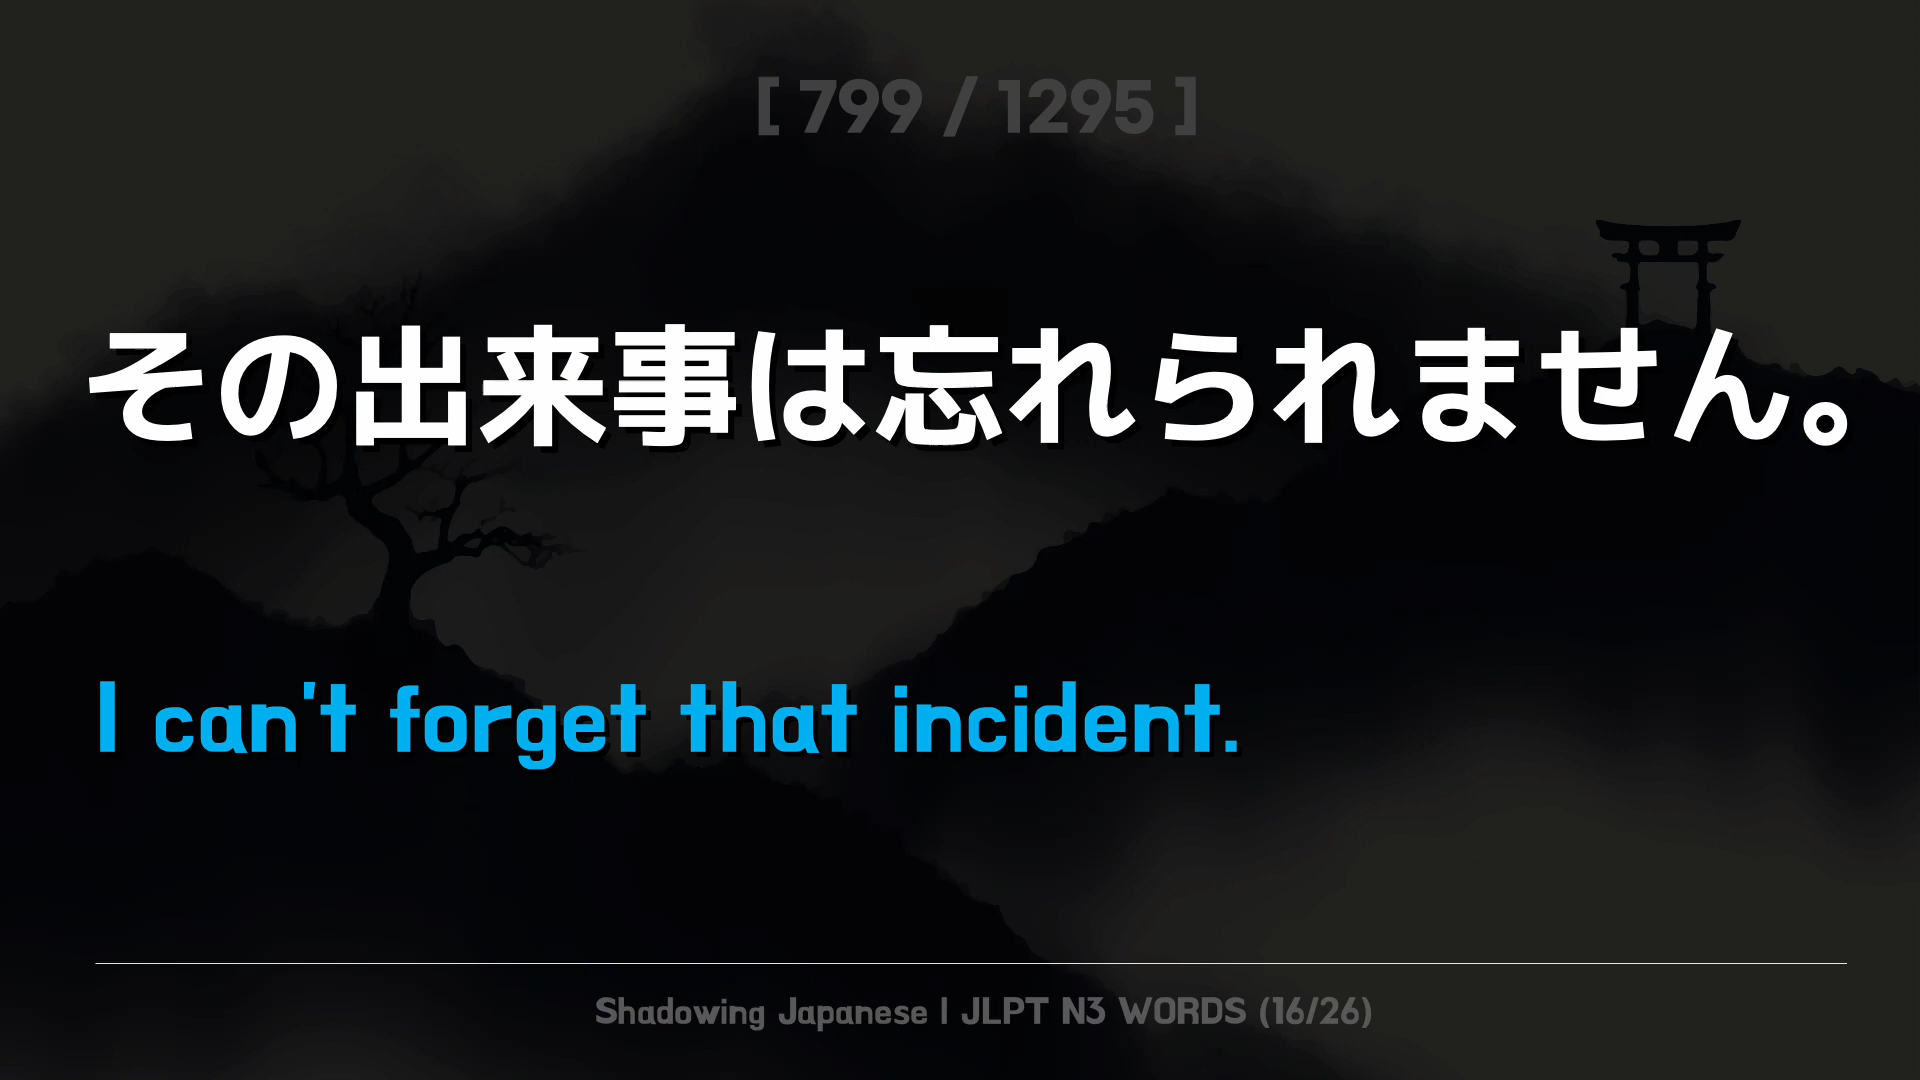 [ 799 / 1295 ]
その出来事は忘れられません。
I can't forget that incident.
Shadowing Japanese | JLPT N3 WORDS (16/26)